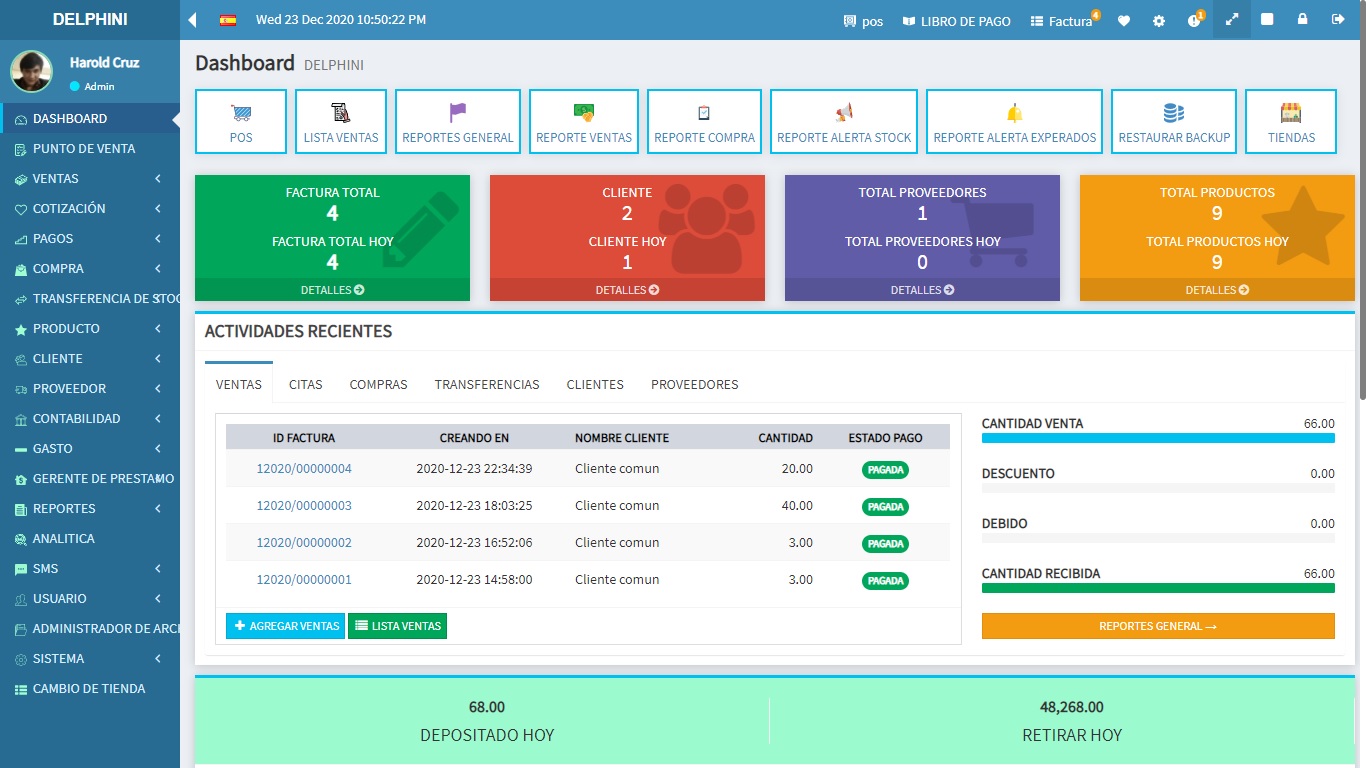 DELPHINI
Wed 23 Dec 2020 10:50:22 PM
pos LIBRO DE PAGO Factura 4 1
Harold Cruz
Admin
DASHBOARD
PUNTO DE VENTA
VENTAS
COTIZACIÓN
PAGOS
COMPRA
TRANSFERENCIA DE STOC
PRODUCTO
CLIENTE
PROVEEDOR
CONTABILIDAD
GASTO
GERENTE DE PRESTAMO
REPORTES
ANALITICA
SMS
USUARIO
ADMINISTRADOR DE ARCH
SISTEMA
CAMBIO DE TIENDA
Dashboard DELPHINI
POS LISTA VENTAS REPORTES GENERAL REPORTE VENTAS REPORTE COMPRA REPORTE ALERTA STOCK REPORTE ALERTA EXPERADOS RESTAURAR BACKUP TIENDAS
FACTURA TOTAL
4
FACTURA TOTAL HOY
4
DETALLES
CLIENTE
2
CLIENTE HOY
1
DETALLES
TOTAL PROVEEDORES
1
TOTAL PROVEEDORES HOY
0
DETALLES
TOTAL PRODUCTOS
9
TOTAL PRODUCTOS HOY
9
DETALLES
ACTIVIDADES RECIENTES
VENTAS CITAS COMPRAS TRANSFERENCIAS CLIENTES PROVEEDORES
ID FACTURA CREANDO EN NOMBRE CLIENTE CANTIDAD ESTADO PAGO
12020/00000004 2020-12-23 22:34:39 Cliente comun 20.00 PAGADA
12020/00000003 2020-12-23 18:03:25 Cliente comun 40.00 PAGADA
12020/00000002 2020-12-23 16:52:06 Cliente comun 3.00 PAGADA
12020/00000001 2020-12-23 14:58:00 Cliente comun 3.00 PAGADA
AGREGAR VENTAS LISTA VENTAS
CANTIDAD VENTA 66.00
DESCUENTO 0.00
DEBIDO 0.00
CANTIDAD RECIBIDA 66.00
REPORTES GENERAL →
68.00
DEPOSITADO HOY
48,268.00
RETIRAR HOY